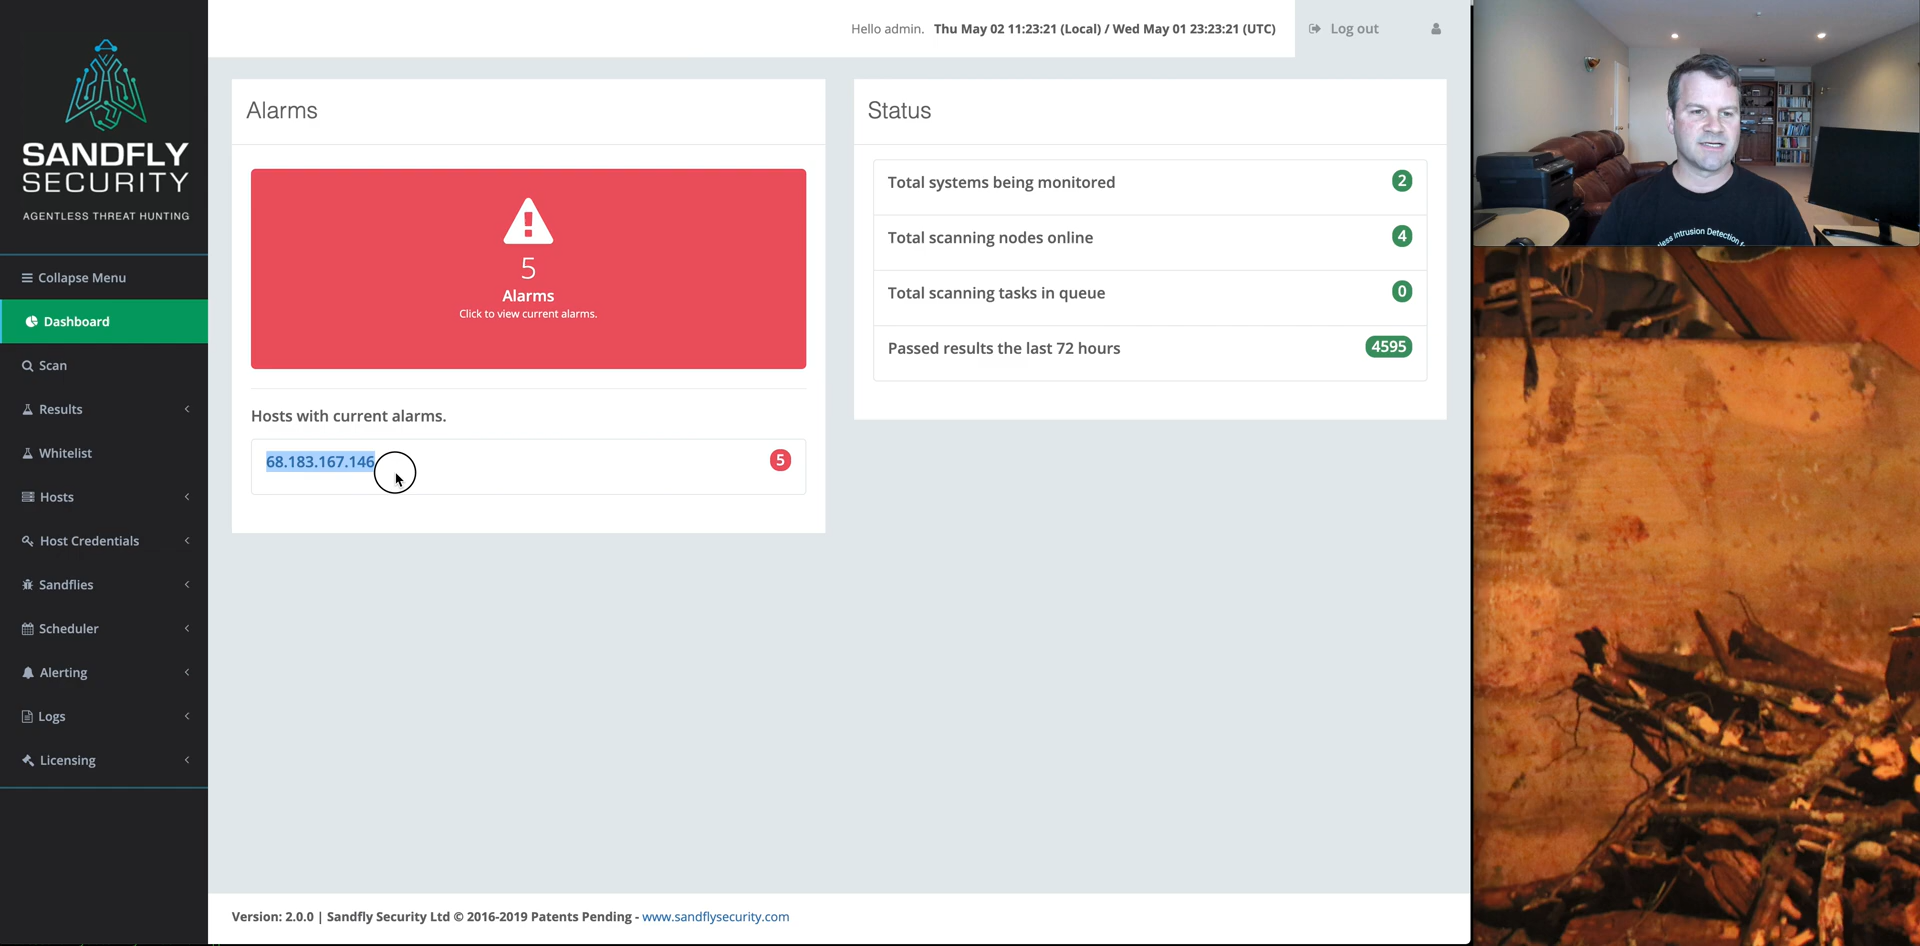 SANDFLY
SECURITY
AGENTLESS THREAT HUNTING
Collapse Menu
Dashboard
Scan
Results
Whitelist
Hosts
Host Credentials
Sandflies
Scheduler
Alerting
Logs
Licensing
Hello admin. Thu May 02 11:23:21 (Local) / Wed May 01 23:23:21 (UTC)
Log out
Alarms
5
Alarms
Click to view current alarms.
Hosts with current alarms.
68.183.167.146 5
Status
Total systems being monitored 2
Total scanning nodes online 4
Total scanning tasks in queue 0
Passed results the last 72 hours 4595
Version: 2.0.0 | Sandfly Security Ltd © 2016-2019 Patents Pending - www.sandflysecurity.com
less Intrusion Detection